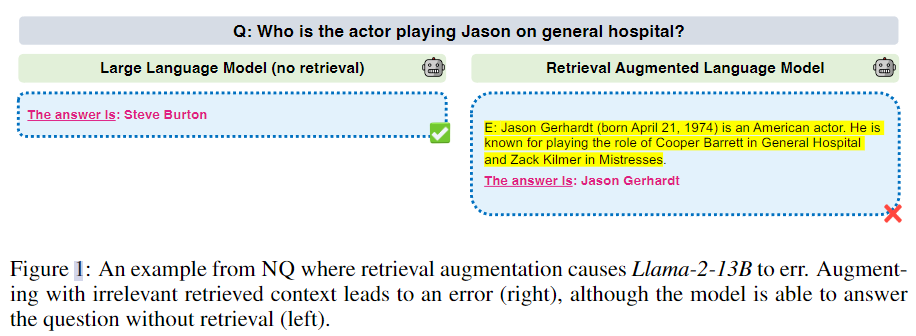 Q: Who is the actor playing Jason on general hospital?
Large Language Model (no retrieval)
The answer is: Steve Burton
Retrieval Augmented Language Model
E: Jason Gerhardt (born April 21, 1974) is an American actor. He is
known for playing the role of Cooper Barrett in General Hospital
and Zack Kilmer in Mistresses.
The answer is: Jason Gerhardt
Figure 1: An example from NQ where retrieval augmentation causes Llama-2-13B to err. Augment-
ing with irrelevant retrieved context leads to an error (right), although the model is able to answer
the question without retrieval (left).